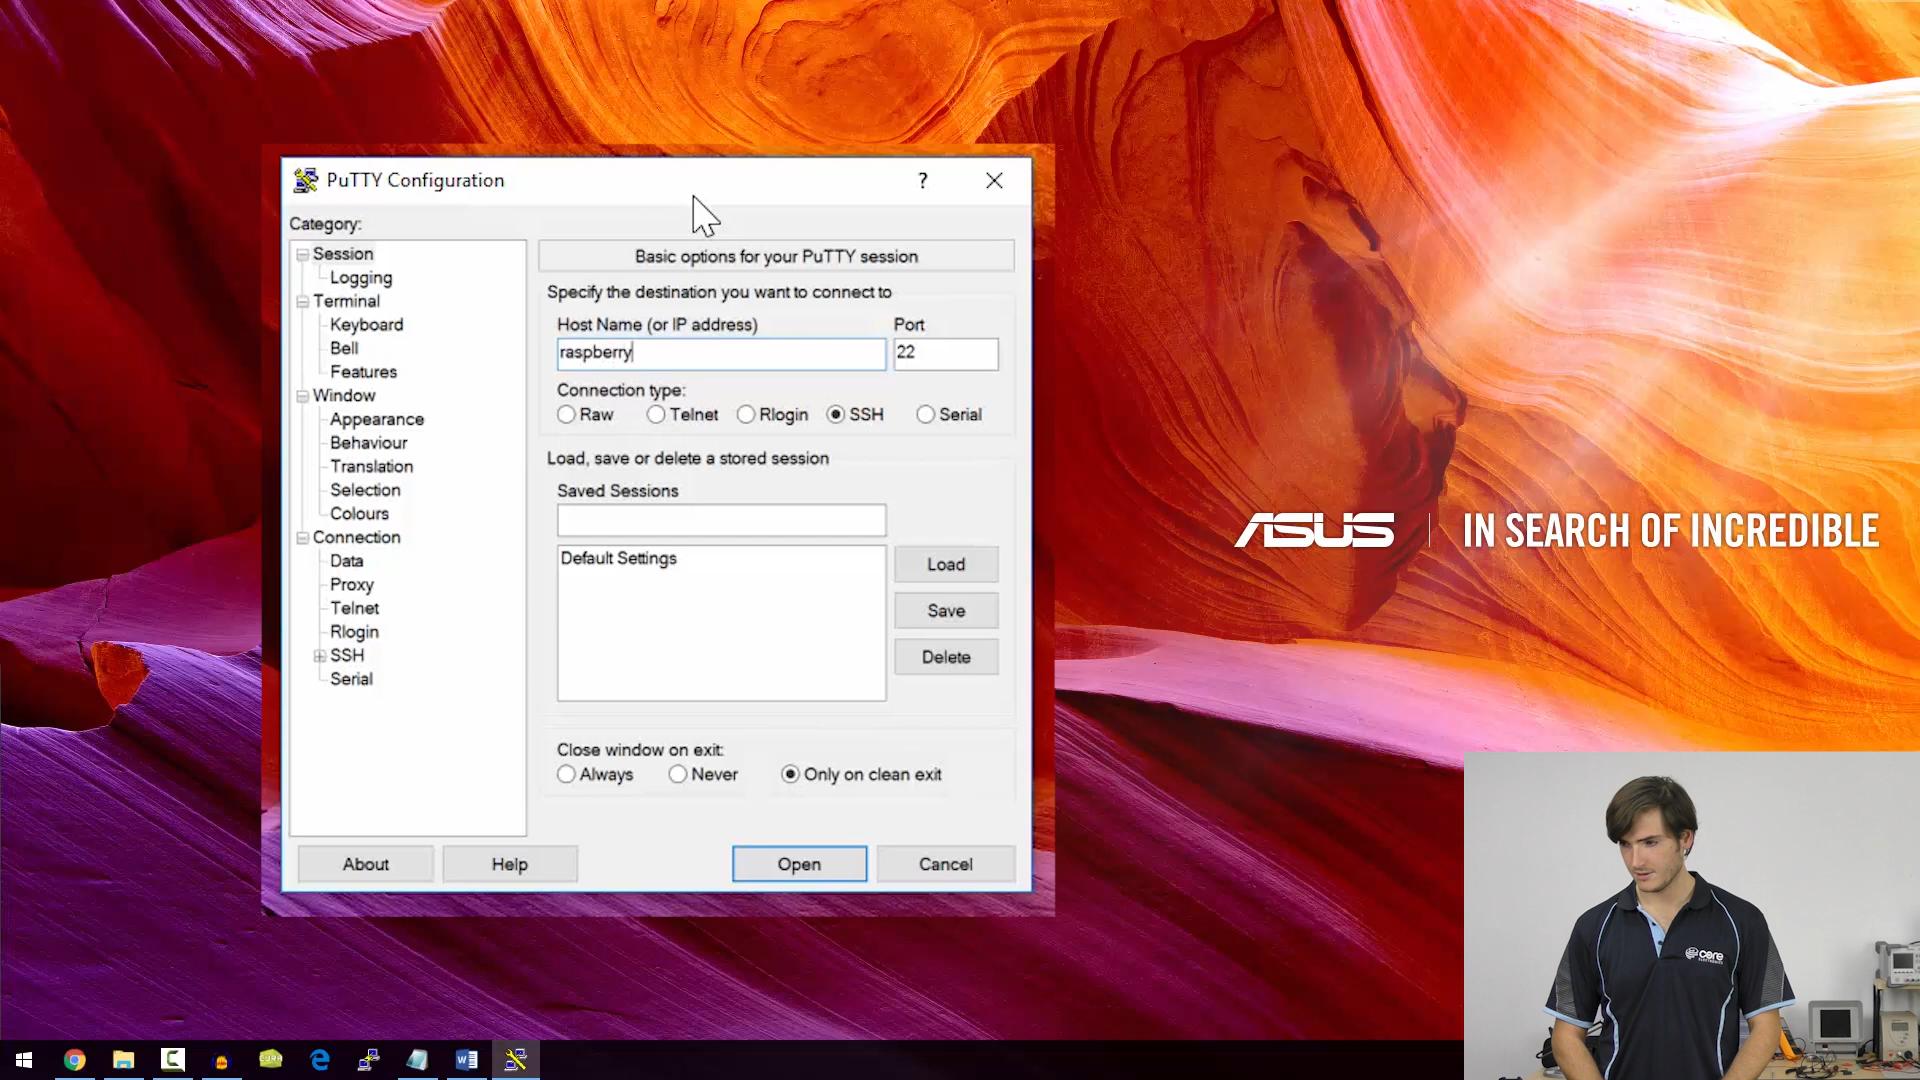 PuTTY Configuration
?
Category:
Session
Logging
Terminal
Keyboard
Bell
Features
Window
Appearance
Behaviour
Translation
Selection
Colours
Connection
Data
Proxy
Telnet
Rlogin
SSH
Serial
Basic options for your PuTTY session
Specify the destination you want to connect to
Host Name (or IP address) Port
raspberry 22
Connection type:
Raw Telnet Rlogin SSH Serial
Load, save or delete a stored session
Saved Sessions
Default Settings
Load
Save
Delete
Close window on exit:
Always Never Only on clean exit
About Help Open Cancel
ASUS IN SEARCH OF INCREDIBLE
core
ELECTRONICS
CURA